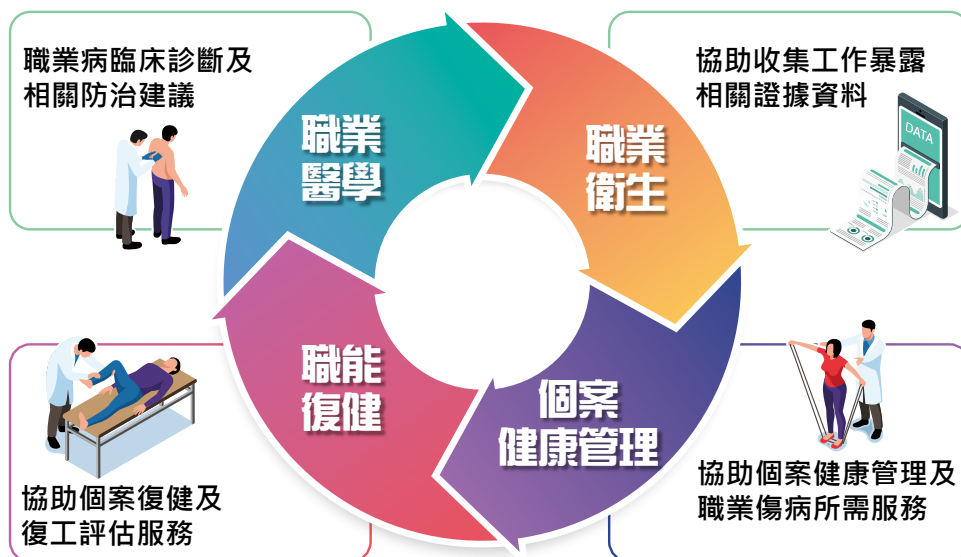 職業病臨床診斷及
相關防治建議
職業
醫學
職業
衛生
協助收集工作暴露
相關證據資料
DATA
職能
復健
個案
健康管理
協助個案復健及
復工評估服務
協助個案健康管理及
職業傷病所需服務